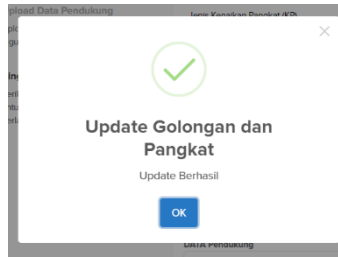 pload Data Pendukung
Jenis Kenaikan Pangkat (KP)
Update Golongan dan
Pangkat
Update Berhasil
OK
DATA Pendukung